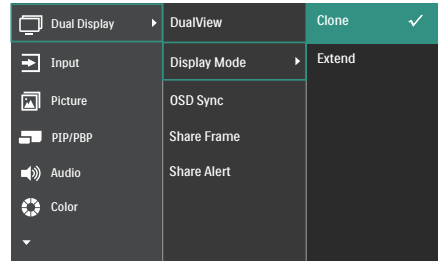 Dual Display
Input
Picture
PIP/PBP
Audio
Color
DualView
Display Mode
OSD Sync
Share Frame
Share Alert
Clone
Extend